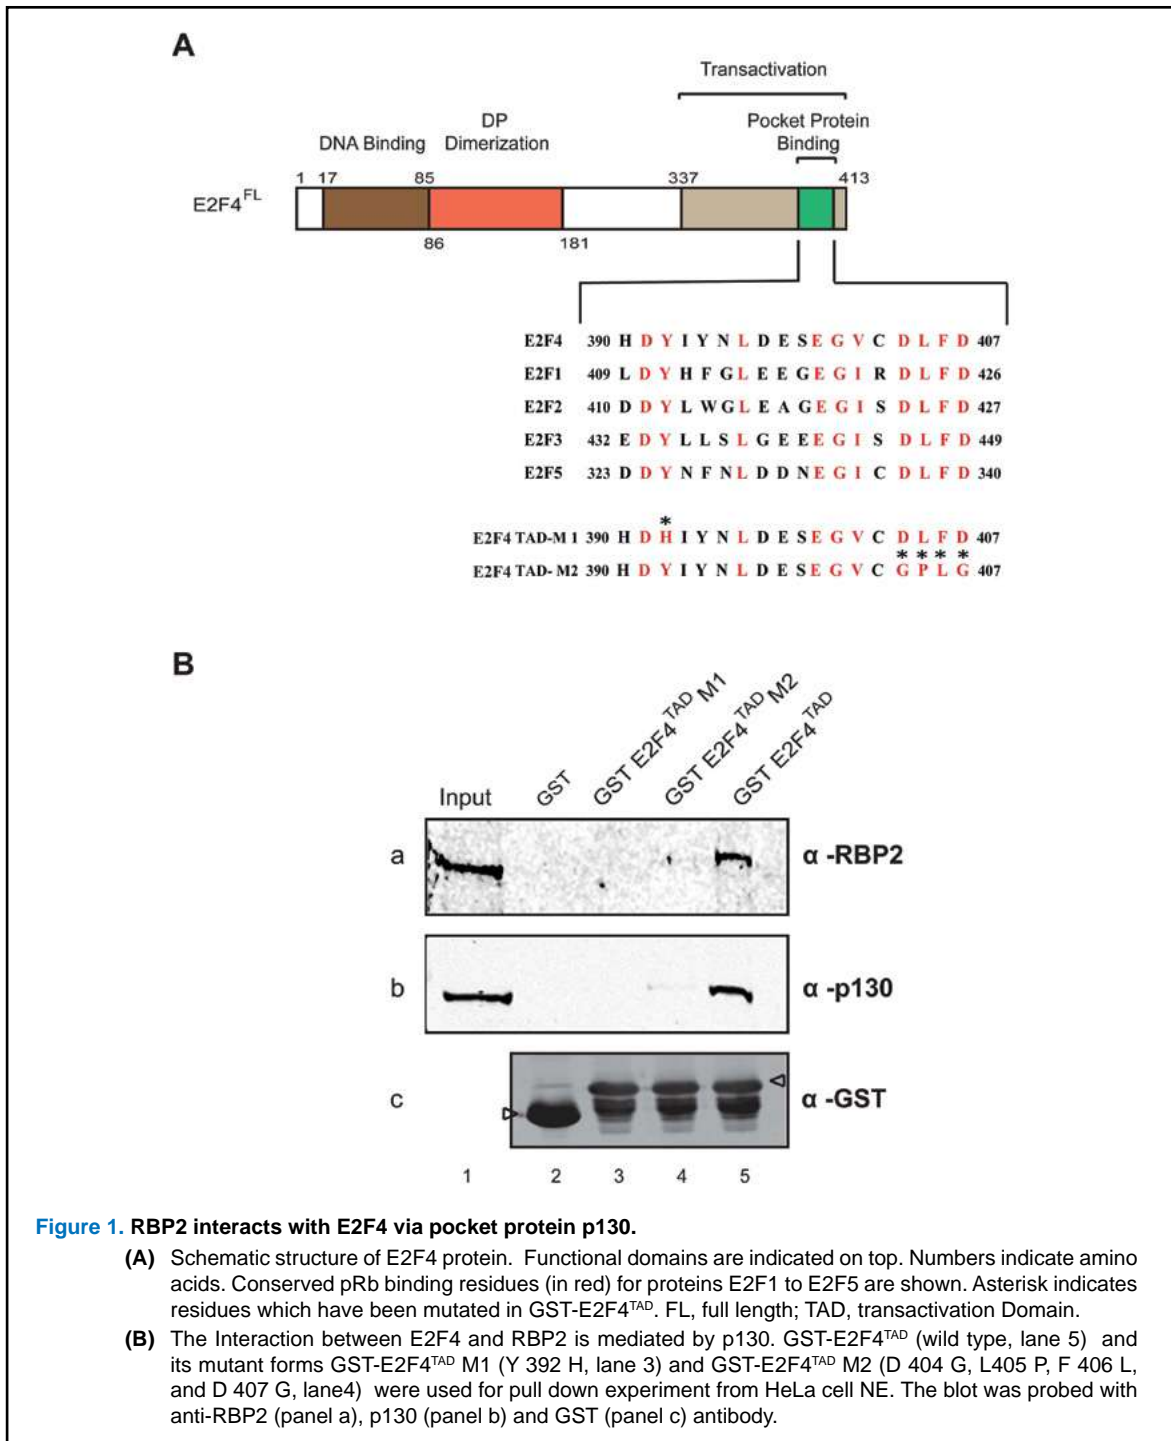 A
Transactivation
Pocket Protein
Binding
DP
Dimerization
DNA Binding
1 17 85 337 413
E2F4FL
86 181
E2F4 390 H D Y I Y N L D E S E G V C D L F D 407
E2F1 409 L D Y H F G L E E G E G I R D L F D 426
E2F2 410 D D Y L W G L E A G E G I S D L F D 427
E2F3 432 E D Y L L S L G E E E G I S D L F D 449
E2F5 323 D D Y N F N L D D N E G I C D L F D 340
*
E2F4 TAD-M 1 390 H D H I Y N L D E S E G V C D L F D 407
* * * *
E2F4 TAD- M2 390 H D Y I Y N L D E S E G V C G P L G 407
B
Input GST GST E2F4TAD M1 GST E2F4TAD M2 GST E2F4TAD
a α -RBP2
b α -p130
c α -GST
1 2 3 4 5
Figure 1. RBP2 interacts with E2F4 via pocket protein p130.
(A) Schematic structure of E2F4 protein. Functional domains are indicated on top. Numbers indicate amino
acids. Conserved pRb binding residues (in red) for proteins E2F1 to E2F5 are shown. Asterisk indicates
residues which have been mutated in GST-E2F4TAD. FL, full length; TAD, transactivation Domain.
(B) The Interaction between E2F4 and RBP2 is mediated by p130. GST-E2F4TAD (wild type, lane 5) and
its mutant forms GST-E2F4TAD M1 (Y 392 H, lane 3) and GST-E2F4TAD M2 (D 404 G, L405 P, F 406 L,
and D 407 G, lane4) were used for pull down experiment from HeLa cell NE. The blot was probed with
anti-RBP2 (panel a), p130 (panel b) and GST (panel c) antibody.